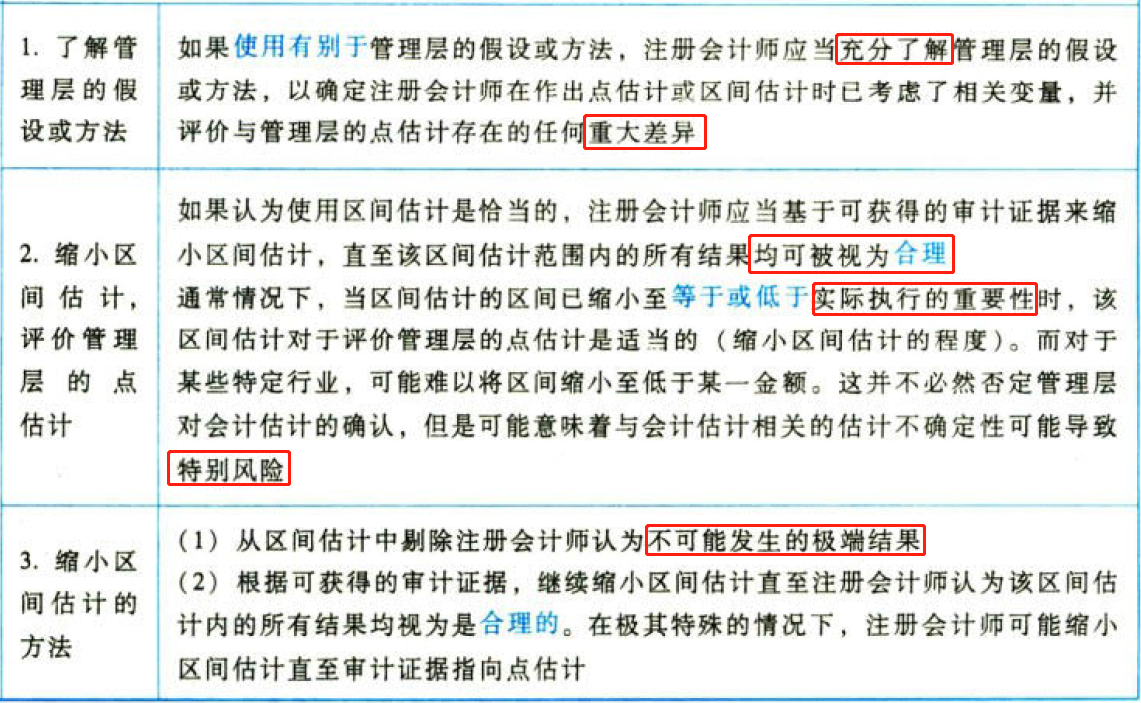 1. 了解管
理层的假
设或方法
如果使用有别于管理层的假设或方法，注册会计师应当充分了解管理层的假设
或方法，以确定注册会计师在作出点估计或区间估计时已考虑了相关变量，并
评价与管理层的点估计存在的任何重大差异
2. 缩小区
间估计，
评价管理
层的点
估计
如果认为使用区间估计是恰当的，注册会计师应当基于可获得的审计证据来缩
小区间估计，直至该区间估计范围内的所有结果均可被视为合理
通常情况下，当区间估计的区间已缩小至等于或低于实际执行的重要性时，该
区间估计对于评价管理层的点估计是适当的（缩小区间估计的程度）。而对于
某些特定行业，可能难以将区间缩小至低于某一金额。这并不必然否定管理层
对会计估计的确认，但是可能意味着与会计估计相关的估计不确定性可能导致
特别风险
3. 缩小区
间估计的
方法
（1）从区间估计中剔除注册会计师认为不可能发生的极端结果
（2）根据可获得的审计证据，继续缩小区间估计直至注册会计师认为该区间估
计内的所有结果均视为是合理的。在极其特殊的情况下，注册会计师可能缩小
区间估计直至审计证据指向点估计